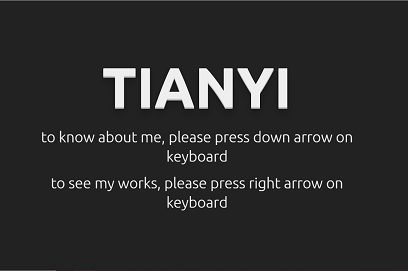 TIANYI
to know about me, please press down arrow on
keyboard
to see my works, please press right arrow on
keyboard